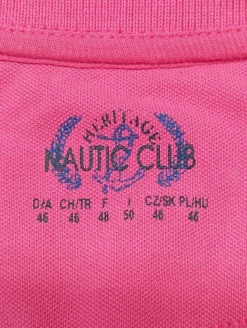 HERITAGE
NAUTIC CLUB
D/A CH/TR F I CZ/SK PL/HU
46 46 48 50 46 46